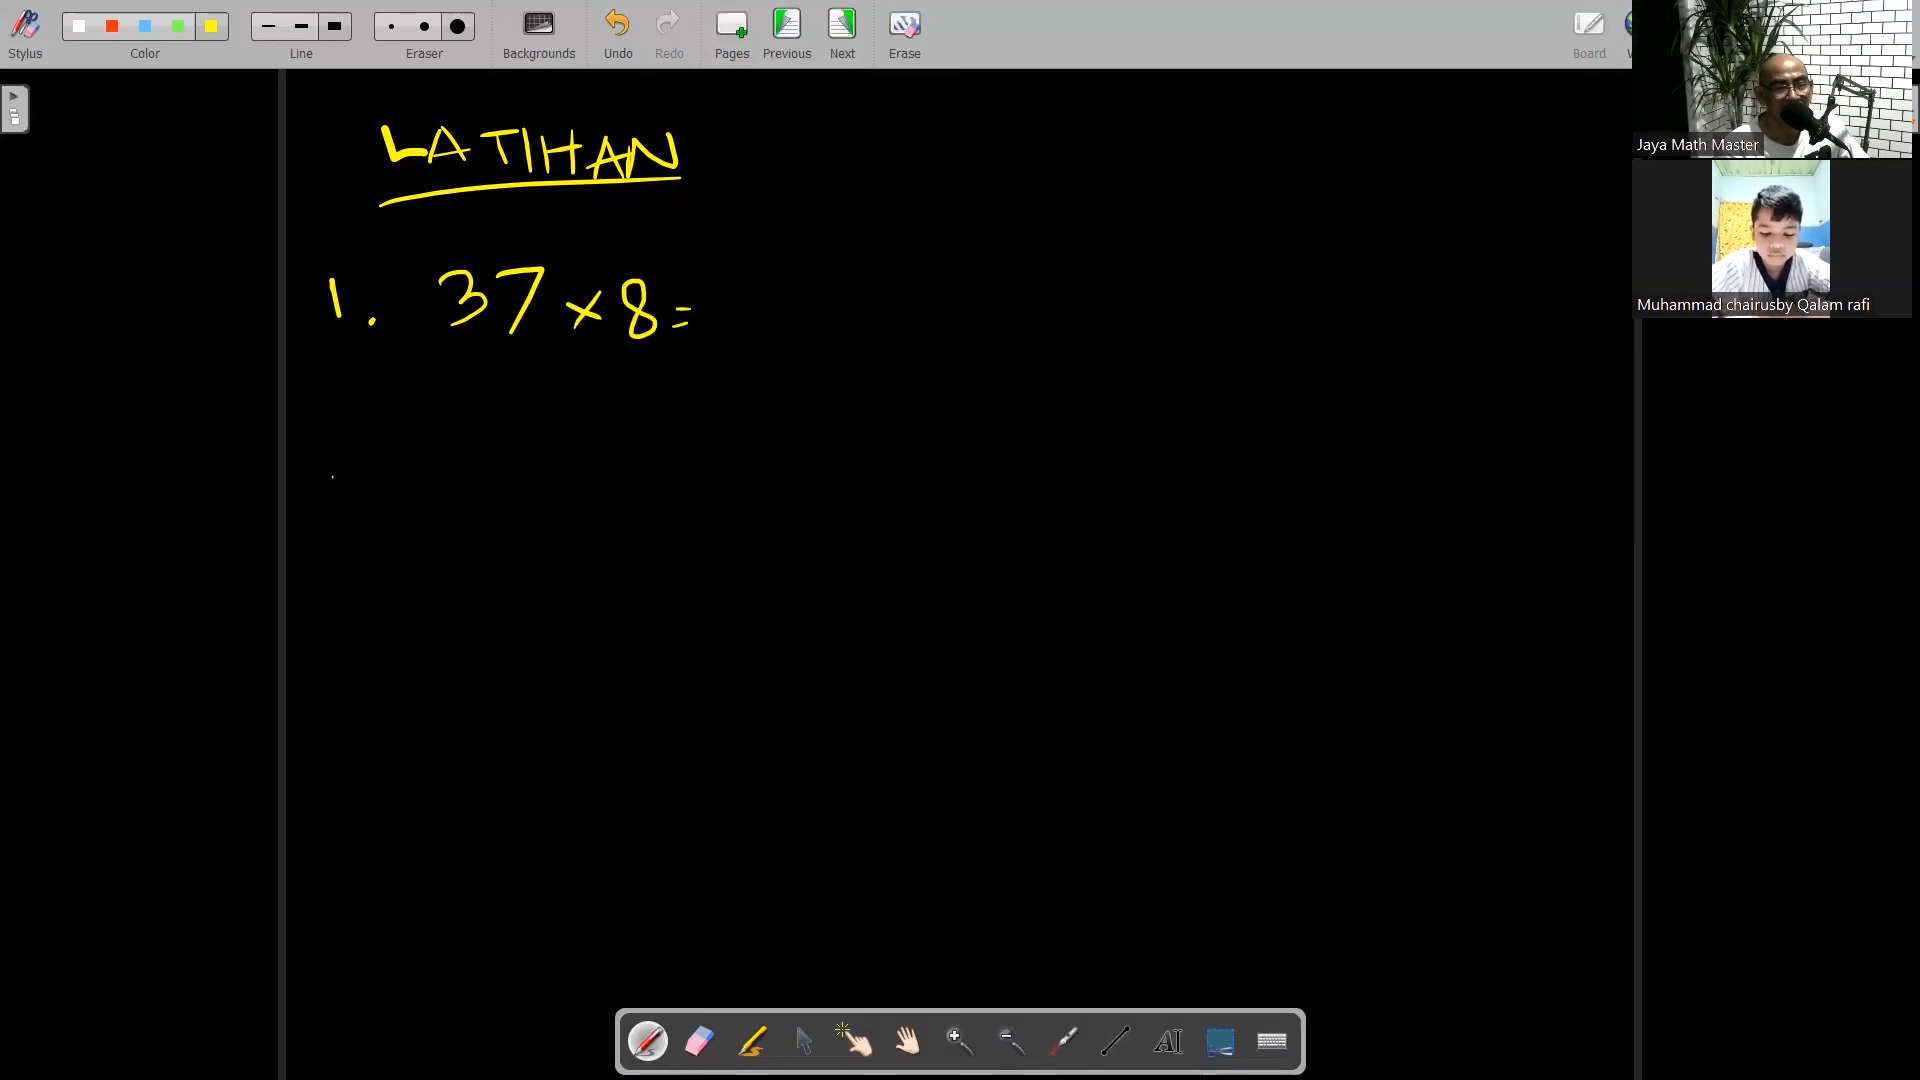 Stylus Color Line Eraser Backgrounds Undo Redo Pages Previous Next Erase Board
LATIHAN
1. 37 × 8 =
Jaya Math Master
Muhammad chairusby Qalam rafi